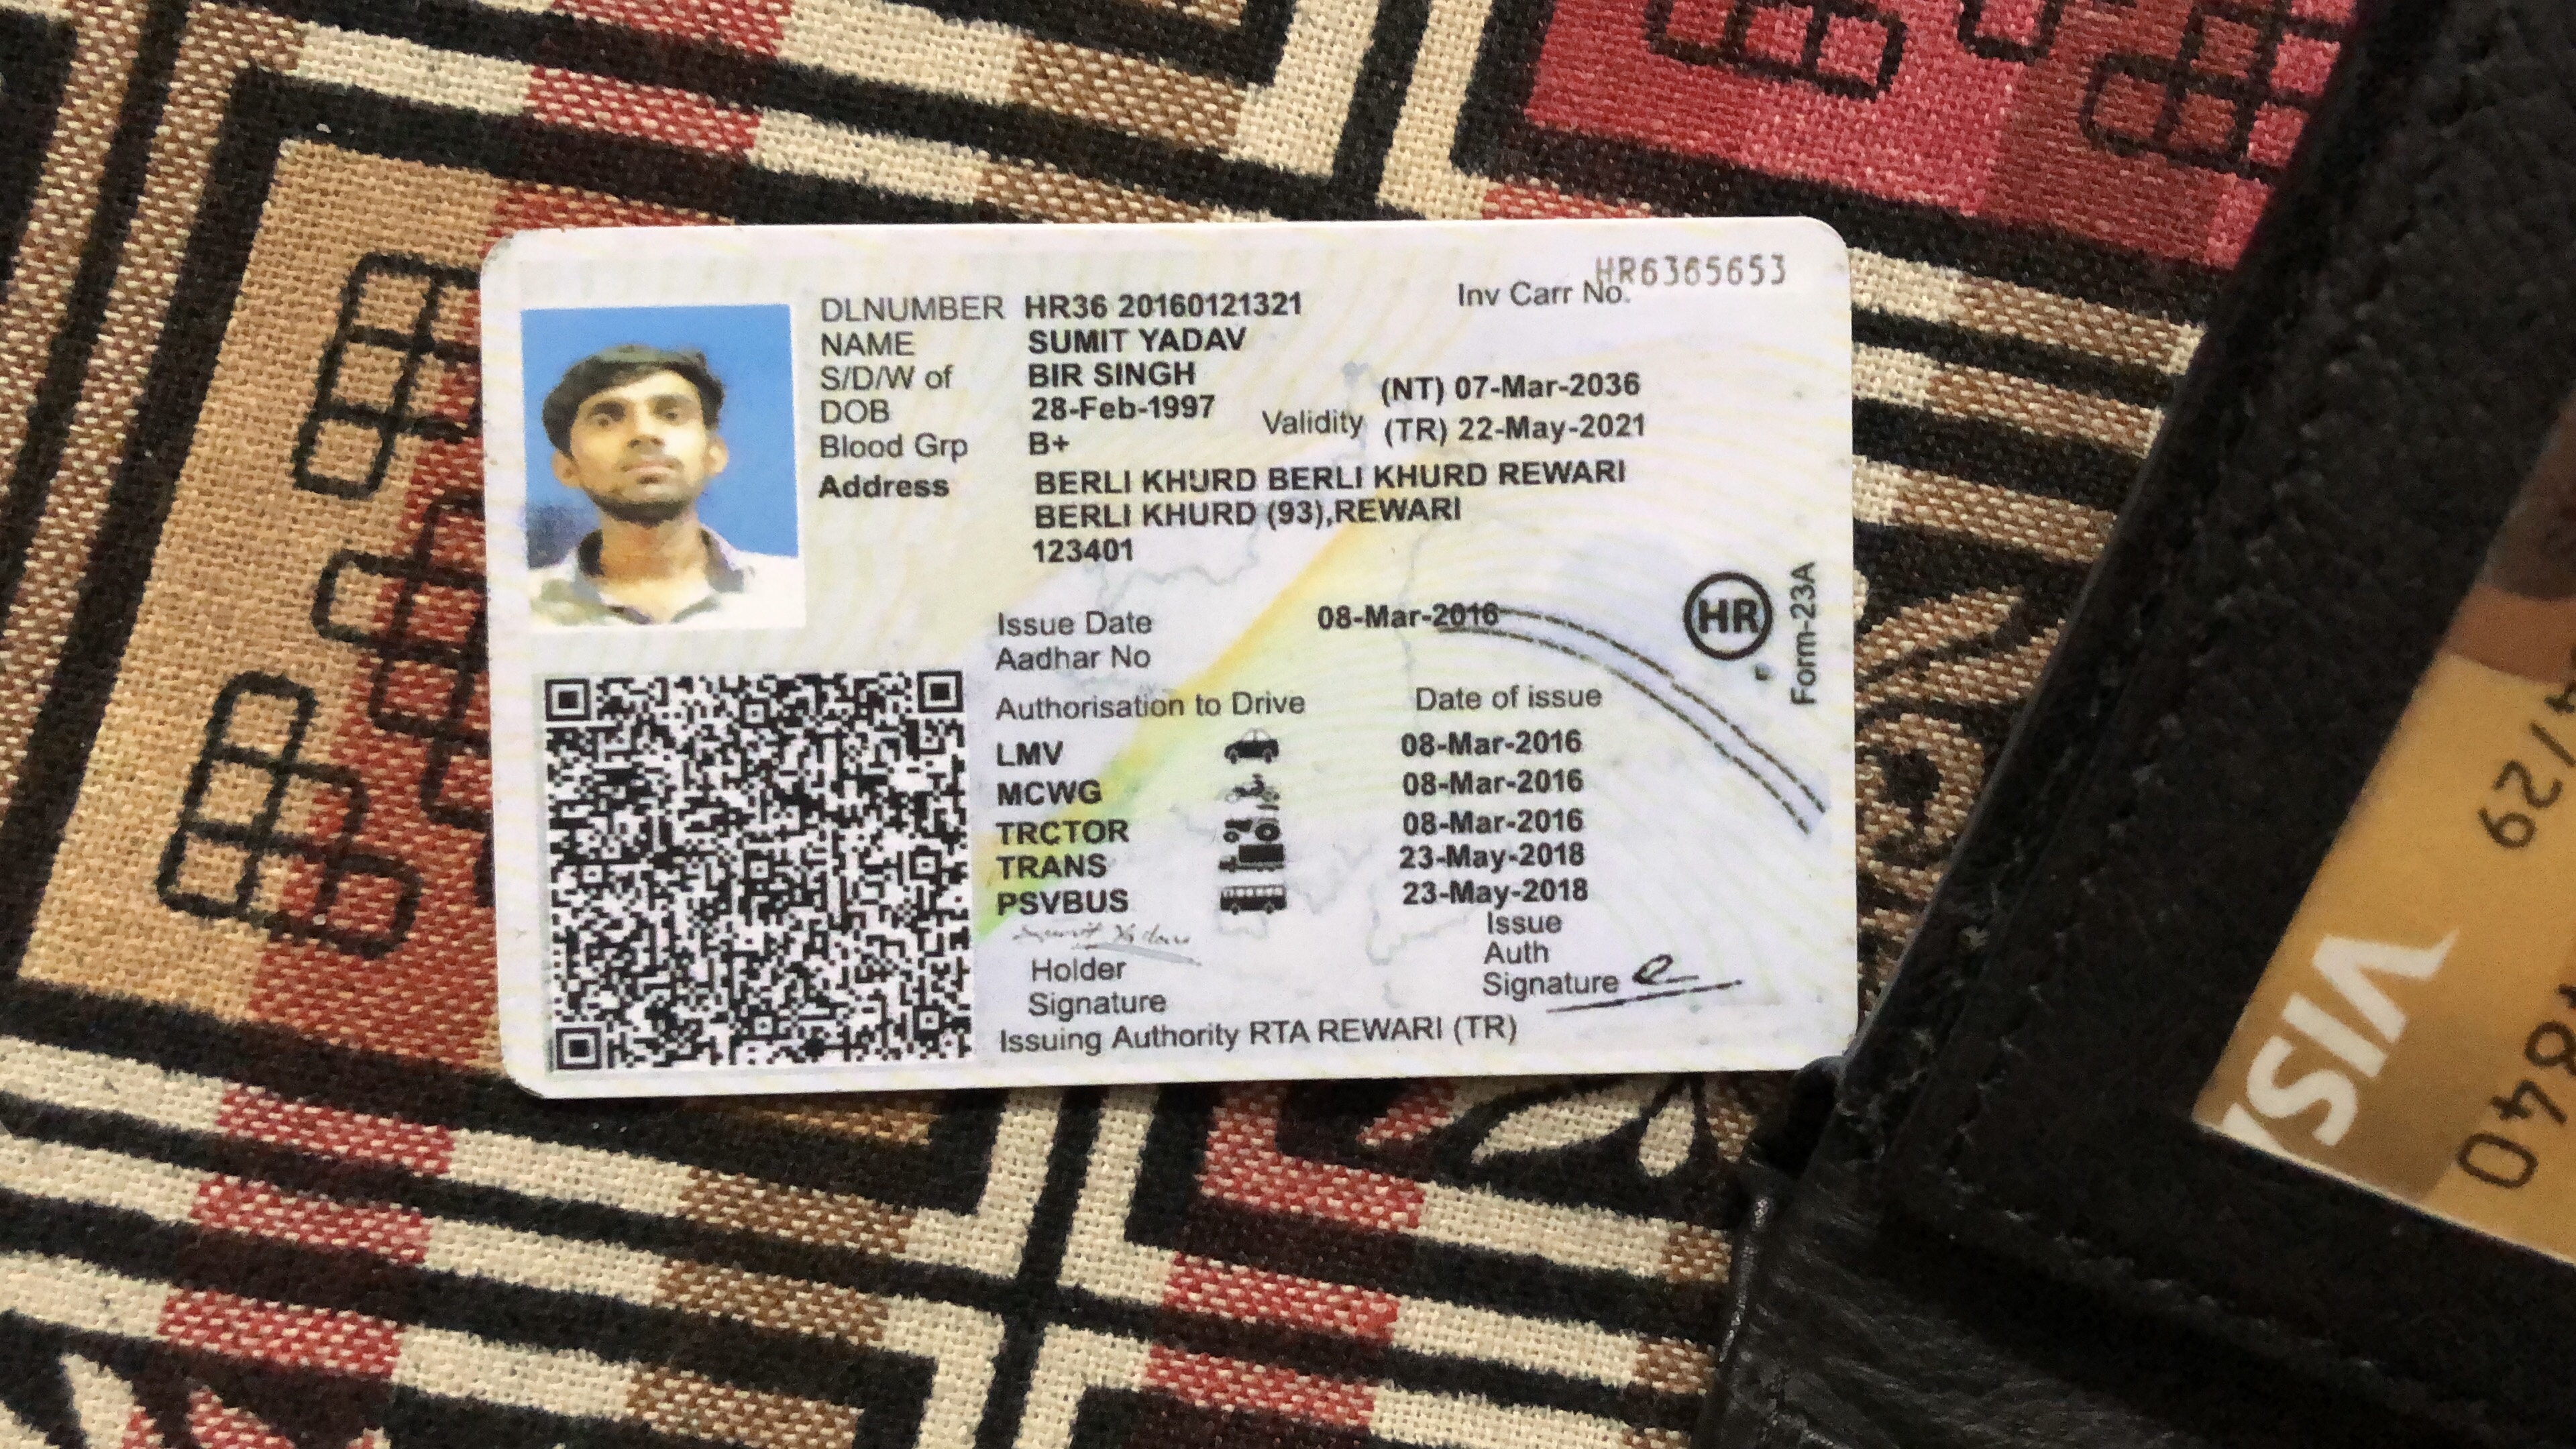 HR6365653
Inv Carr No.
DLNUMBER HR36 20160121321
NAME SUMIT YADAV
S/D/W of BIR SINGH
DOB 28-Feb-1997
Validity (NT) 07-Mar-2036
(TR) 22-May-2021
Blood Grp B+
Address BERLI KHURD BERLI KHURD REWARI
BERLI KHURD (93),REWARI
123401
Issue Date 08-Mar-2016
Aadhar No
HR
Form-23A
Authorisation to Drive Date of issue
LMV 08-Mar-2016
MCWG 08-Mar-2016
TRCTOR 08-Mar-2016
TRANS 23-May-2018
PSVBUS 23-May-2018
Sumit Yadav
Holder
Signature
Issue
Auth
Signature
Issuing Authority RTA REWARI (TR)
VISA